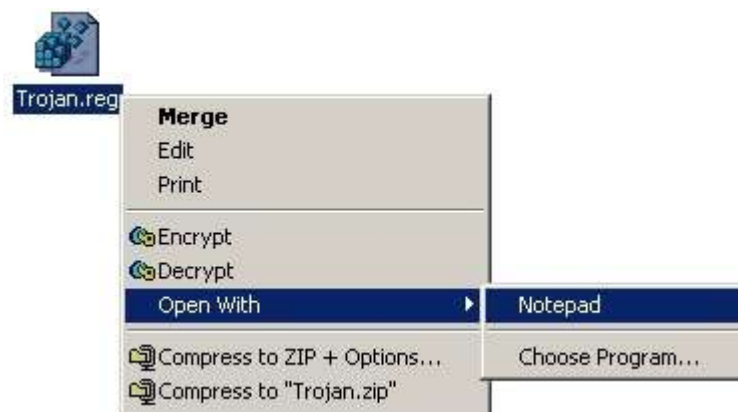 Trojan.reg
Merge
Edit
Print
Encrypt
Decrypt
Open With
Notepad
Choose Program...
Compress to ZIP + Options...
Compress to "Trojan.zip"